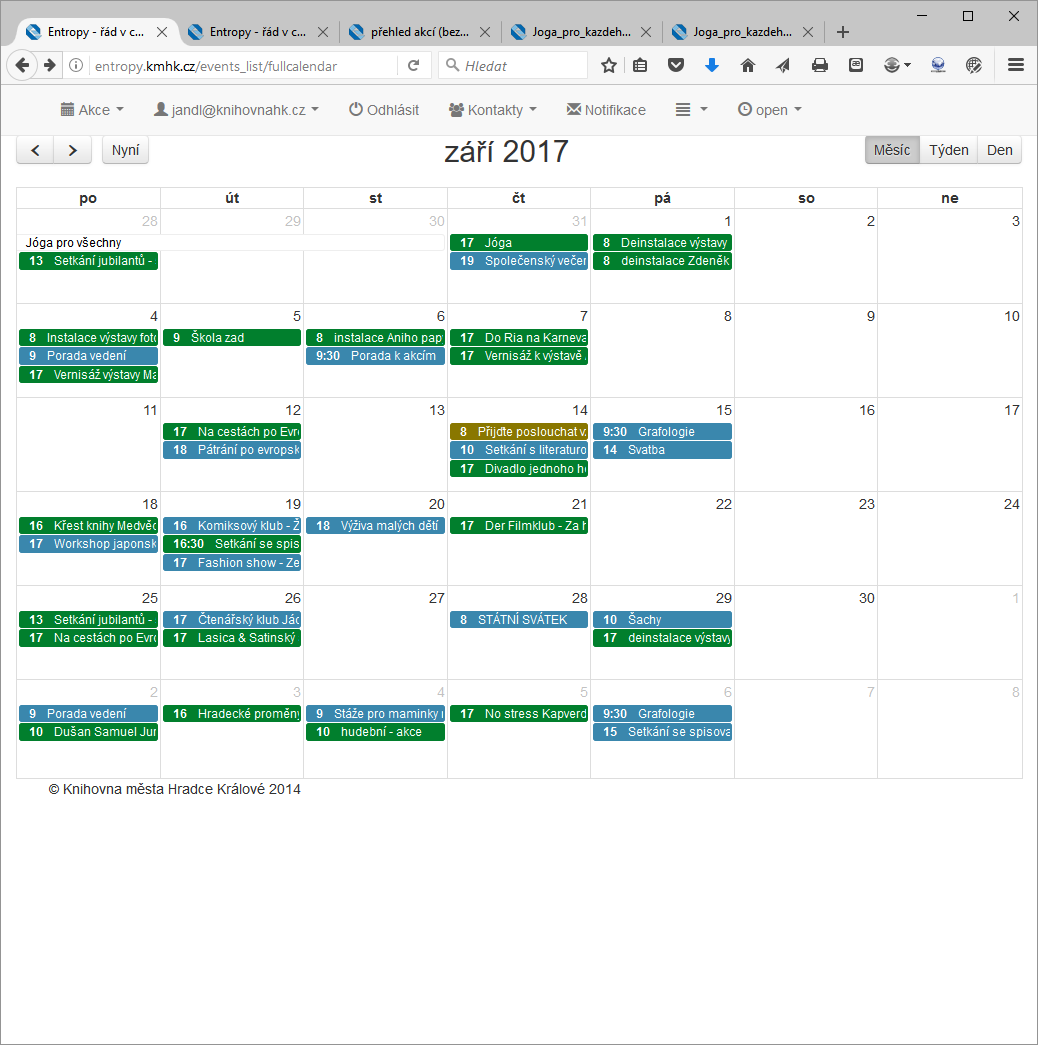 Entropy - řád v c...
Entropy - řád v c...
přehled akcí (bez...
Joga_pro_kazdeh...
Joga_pro_kazdeh...
entropy.kmhk.cz/events_list/fullcalendar
Hledat
Akce
jandl@knihovnahk.cz
Odhlásit
Kontakty
Notifikace
open
Nyní
září 2017
Měsíc Týden Den
po út st čt pá so ne
28 29 30 31 1 2 3
Jóga pro všechny
17 Jóga
8 Deinstalace výstavy
13 Setkání jubilantů -
19 Společenský večer
8 deinstalace Zdeněk
4 5 6 7 8 9 10
8 Instalace výstavy foto
9 Škola zad
8 instalace Aniho pap
17 Do Ria na Karneva
9 Porada vedení
9:30 Porada k akcím
17 Vernisáž k výstavě
17 Vernisáž výstavy Ma
11 12 13 14 15 16 17
17 Na cestách po Evro
8 Přijďte poslouchat v
9:30 Grafologie
18 Pátrání po evropsk
10 Setkání s literaturo
14 Svatba
17 Divadlo jednoho he
18 19 20 21 22 23 24
16 Křest knihy Medvěd
16 Komiksový klub - Ž
18 Výživa malých dětí
17 Der Filmklub - Za h
17 Workshop japonsk
16:30 Setkání se spis
17 Fashion show - Ze
25 26 27 28 29 30 1
13 Setkání jubilantů -
17 Čtenářský klub Jác
8 STÁTNÍ SVÁTEK
10 Šachy
17 Na cestách po Evro
17 Lasica & Satinský
17 deinstalace výstavy
2 3 4 5 6 7 8
9 Porada vedení
16 Hradecké proměny
9 Stáže pro maminky
17 No stress Kapverd
9:30 Grafologie
10 Dušan Samuel Jur
10 hudební - akce
15 Setkání se spisova
© Knihovna města Hradce Králové 2014